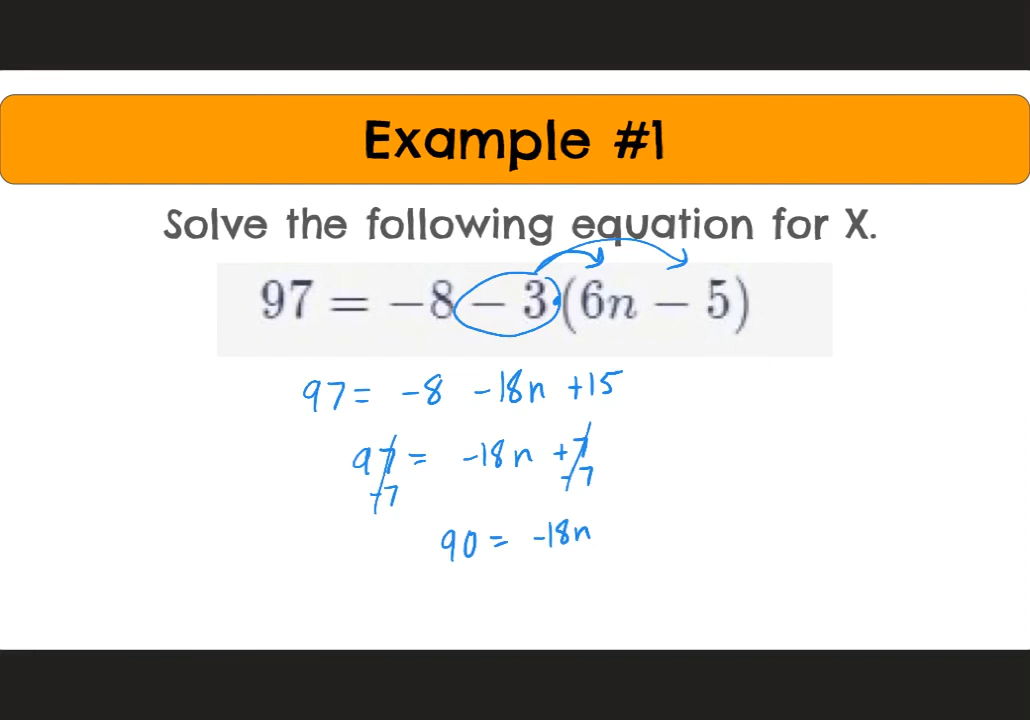 Example #1
Solve the following equation for X.
97 = −8 − 3(6n − 5)
97 = -8 -18n +15
97 = -18n +7
-7 -7
90 = -18n